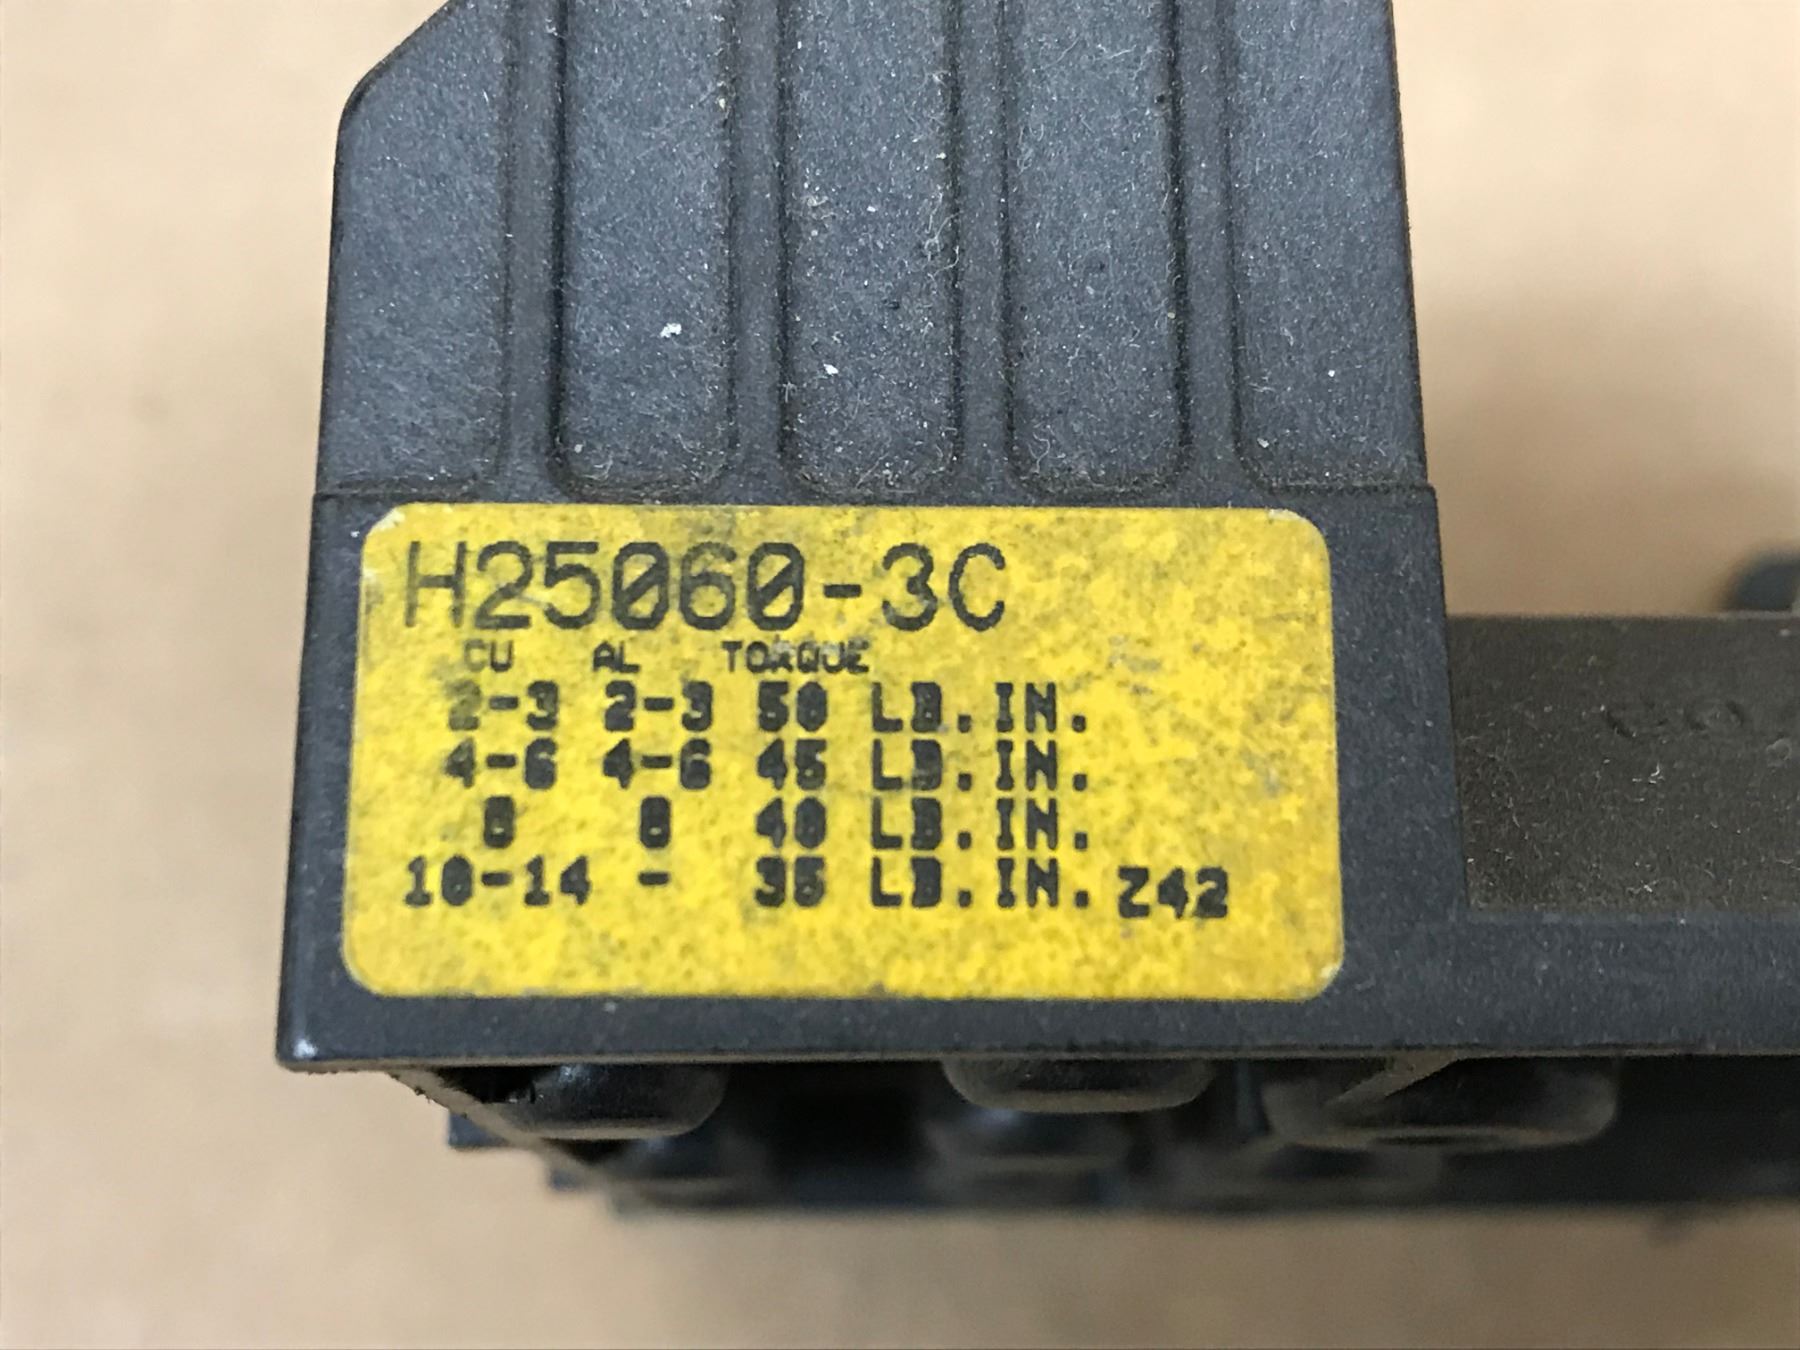 H25060-3C
CU AL TORQUE
2-3 2-3 50 LB.IN.
4-6 4-6 45 LB.IN.
8 8 40 LB.IN.
10-14 - 35 LB.IN. Z42